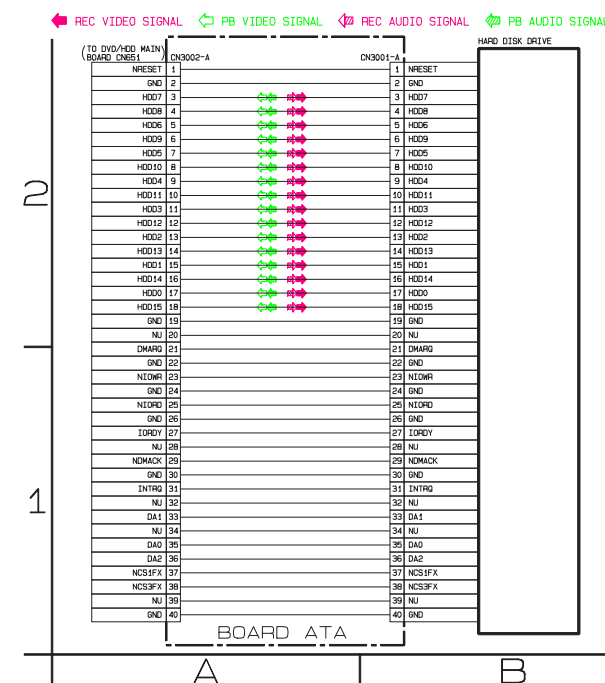 REC VIDEO SIGNAL PB VIDEO SIGNAL REC AUDIO SIGNAL PB AUDIO SIGNAL
HARD DISK DRIVE
(TO DVD/HDD MAIN)
(BOARD CN651) CN3002-A CN3001-A
NRESET 1 1 NRESET
GND 2 2 GND
HDD7 3 3 HDD7
HDD8 4 4 HDD8
HDD6 5 5 HDD6
HDD9 6 6 HDD9
HDD5 7 7 HDD5
HDD10 8 8 HDD10
HDD4 9 9 HDD4
2
HDD11 10 10 HDD11
HDD3 11 11 HDD3
HDD12 12 12 HDD12
HDD2 13 13 HDD2
HDD13 14 14 HDD13
HDD1 15 15 HDD1
HDD14 16 16 HDD14
HDD0 17 17 HDD0
HDD15 18 18 HDD15
GND 19 19 GND
NU 20 20 NU
DMARQ 21 21 DMARQ
GND 22 22 GND
NIOWR 23 23 NIOWR
GND 24 24 GND
NIORD 25 25 NIORD
GND 26 26 GND
IORDY 27 27 IORDY
NU 28 28 NU
NDMACK 29 29 NDMACK
GND 30 30 GND
INTRQ 31 31 INTRQ
1
NU 32 32 NU
DA1 33 33 DA1
NU 34 34 NU
DA0 35 35 DA0
DA2 36 36 DA2
NCS1FX 37 37 NCS1FX
NCS3FX 38 38 NCS3FX
NU 39 39 NU
GND 40 40 GND
BOARD ATA
A B